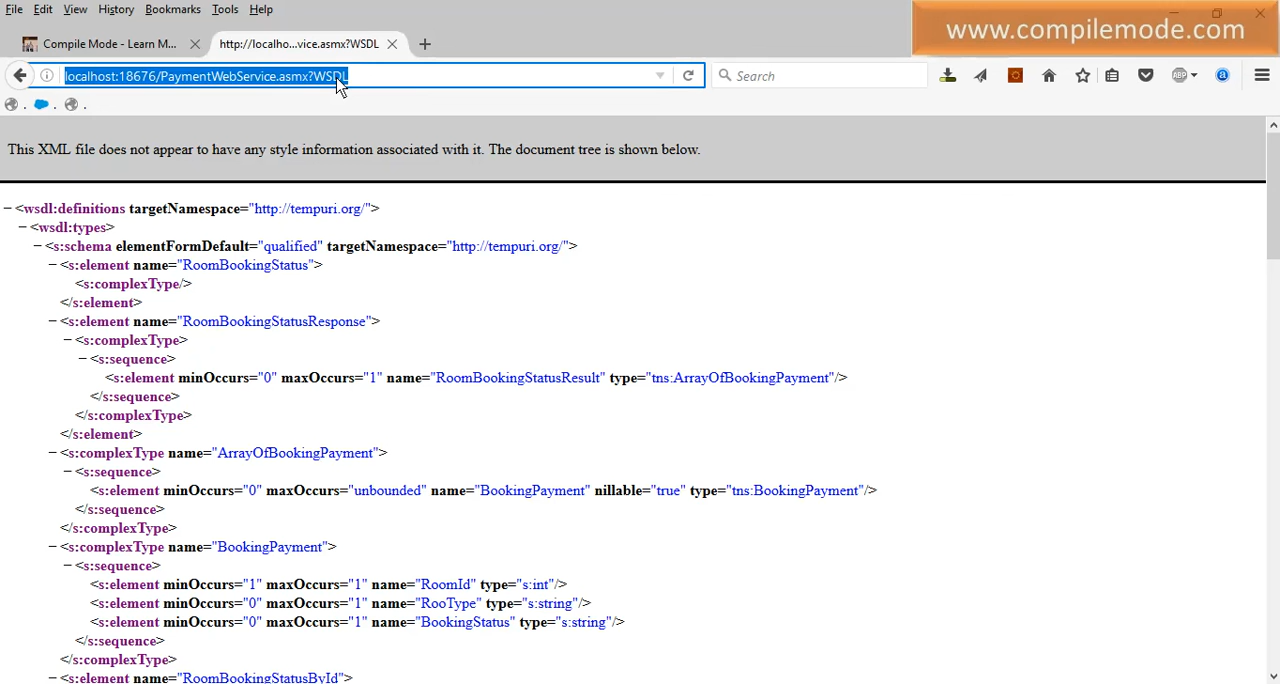 File Edit View History Bookmarks Tools Help
www.compilemode.com
Compile Mode - Learn M...
http://localho...vice.asmx?WSDL
localhost:18676/PaymentWebService.asmx?WSDL
Search
ABP
a
This XML file does not appear to have any style information associated with it. The document tree is shown below.
− <wsdl:definitions targetNamespace="http://tempuri.org/">
− <wsdl:types>
− <s:schema elementFormDefault="qualified" targetNamespace="http://tempuri.org/">
− <s:element name="RoomBookingStatus">
<s:complexType/>
</s:element>
− <s:element name="RoomBookingStatusResponse">
− <s:complexType>
− <s:sequence>
<s:element minOccurs="0" maxOccurs="1" name="RoomBookingStatusResult" type="tns:ArrayOfBookingPayment"/>
</s:sequence>
</s:complexType>
</s:element>
− <s:complexType name="ArrayOfBookingPayment">
− <s:sequence>
<s:element minOccurs="0" maxOccurs="unbounded" name="BookingPayment" nillable="true" type="tns:BookingPayment"/>
</s:sequence>
</s:complexType>
− <s:complexType name="BookingPayment">
− <s:sequence>
<s:element minOccurs="1" maxOccurs="1" name="RoomId" type="s:int"/>
<s:element minOccurs="0" maxOccurs="1" name="RooType" type="s:string"/>
<s:element minOccurs="0" maxOccurs="1" name="BookingStatus" type="s:string"/>
</s:sequence>
</s:complexType>
− <s:element name="RoomBookingStatusById">